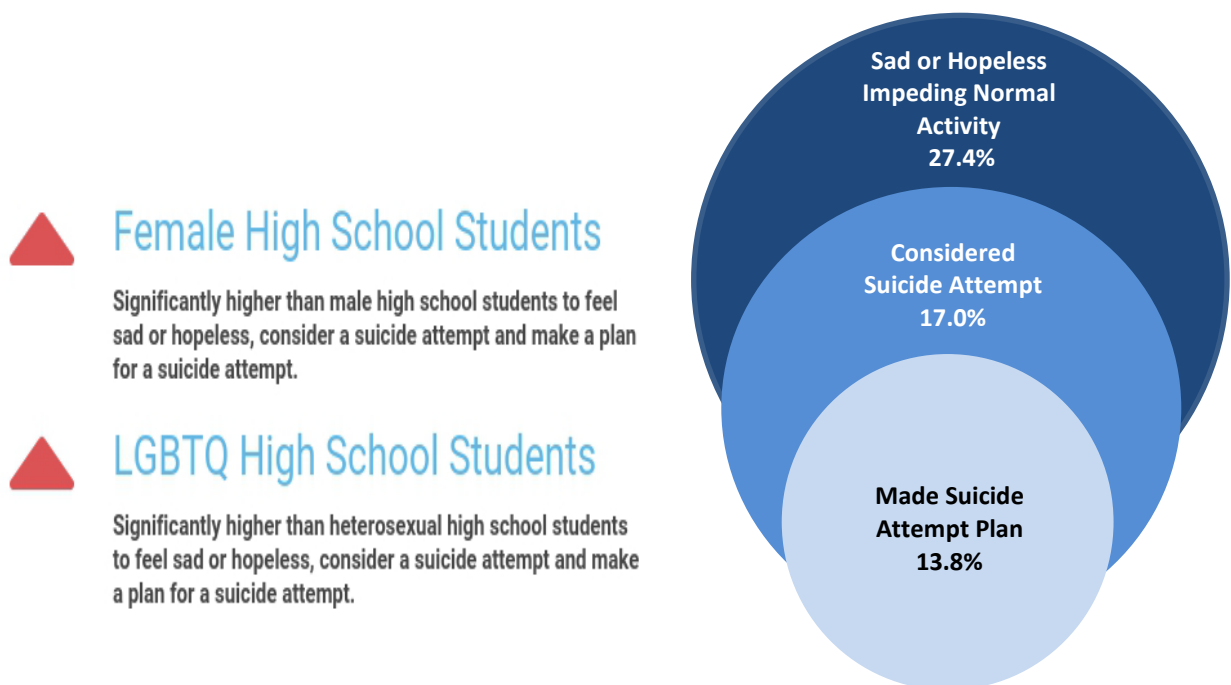 Female High School Students
Significantly higher than male high school students to feel
sad or hopeless, consider a suicide attempt and make a plan
for a suicide attempt.
LGBTQ High School Students
Significantly higher than heterosexual high school students
to feel sad or hopeless, consider a suicide attempt and make
a plan for a suicide attempt.
Sad or Hopeless
Impeding Normal
Activity
27.4%
Considered
Suicide Attempt
17.0%
Made Suicide
Attempt Plan
13.8%